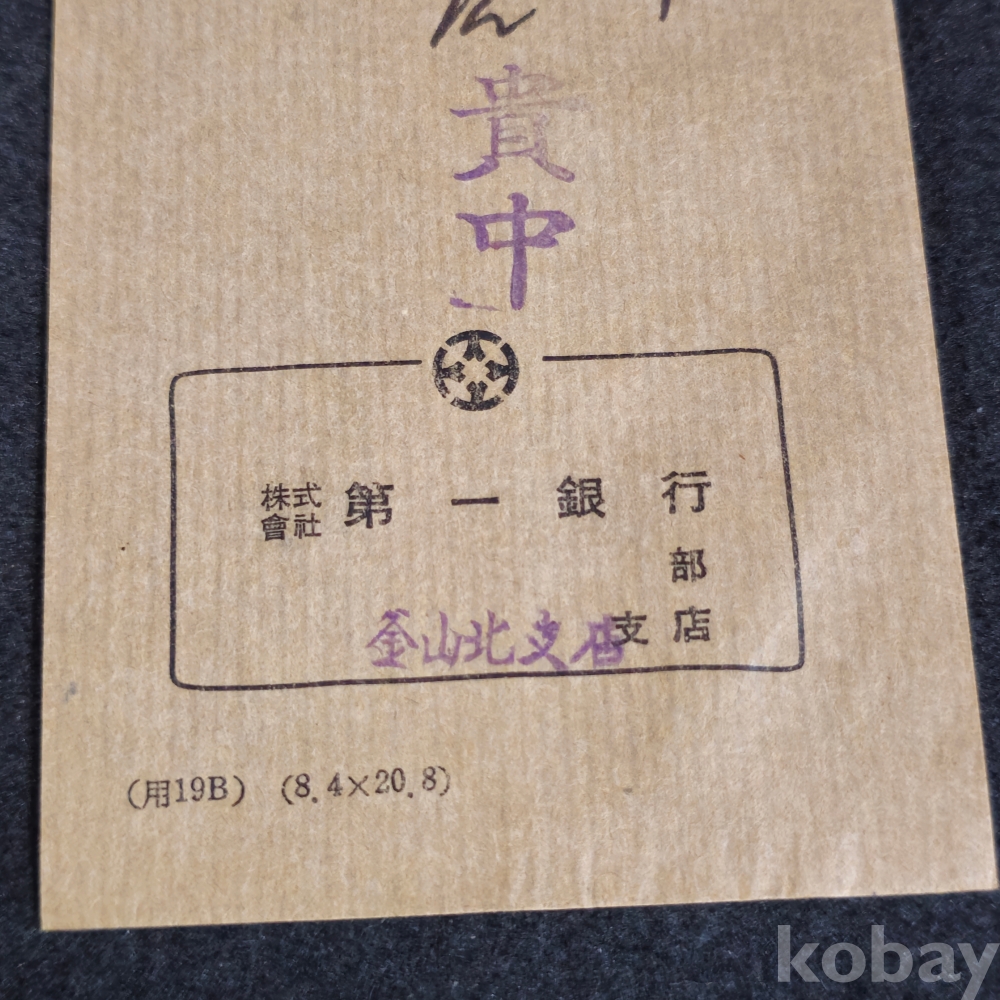 貴中
株式會社 第一銀行
部
釜山北支店 支店
(用19B) (8.4×20.8)
kobay